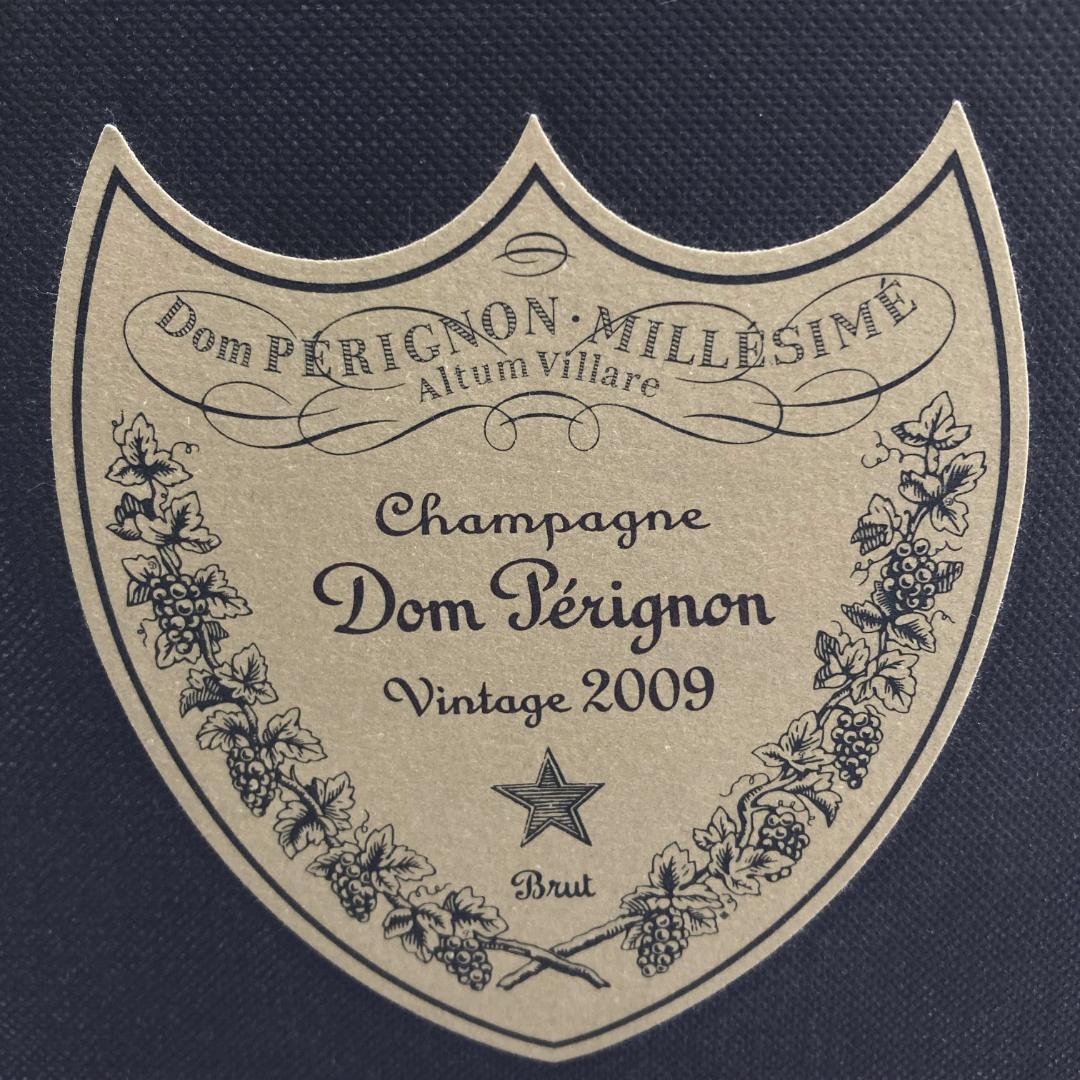 Dom PÉRIGNON · MILLÉSIMÉ
Altum Villare
Champagne
Dom Pérignon
Vintage 2009
Brut